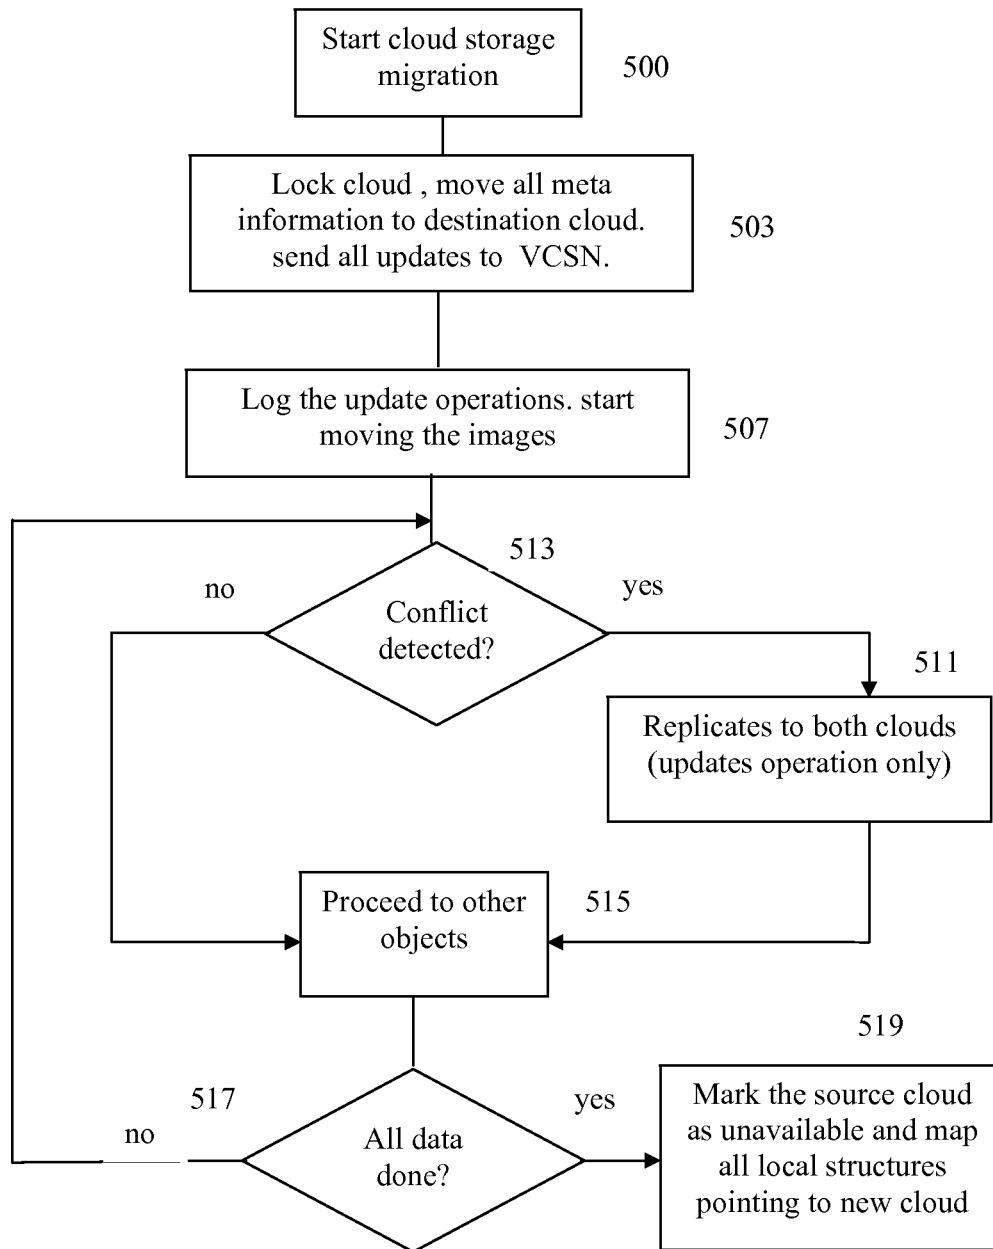 Start cloud storage
migration
500
Lock cloud , move all meta
information to destination cloud.
send all updates to VCSN.
503
Log the update operations. start
moving the images
507
513
no
yes
Conflict
detected?
511
Replicates to both clouds
(updates operation only)
Proceed to other
objects
515
519
517
no
yes
All data
done?
Mark the source cloud
as unavailable and map
all local structures
pointing to new cloud